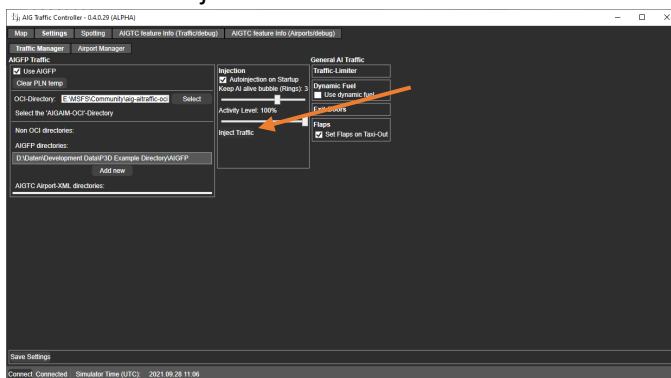 AIG Traffic Controller - 0.4.0.29 (ALPHA)
Map Settings Spotting AIGTC feature Info (Traffic/debug) AIGTC feature Info (Airports/debug)
Traffic Manager Airport Manager
AIGFP Traffic
Use AIGFP
Clear PLN temp
OCI-Directory: E:\MSFS\Community\aig-aitraffic-oci Select
Select the 'AIGAIM-OCI'-Directory
Non OCI directories:
AIGFP directories:
D:\Daten\Development Data\P3D Example Directory\AIGFP
Add new
AIGTC Airport-XML directories:
Injection
Autoinjection on Startup
Keep AI alive bubble (Rings): 3
Activity Level: 100%
Inject Traffic
General AI Traffic
Traffic-Limiter
Dynamic Fuel
Use dynamic fuel
Exit-Doors
Flaps
Set Flaps on Taxi-Out
Save Settings
Connect Connected Simulator Time (UTC): 2021.09.28 11:06